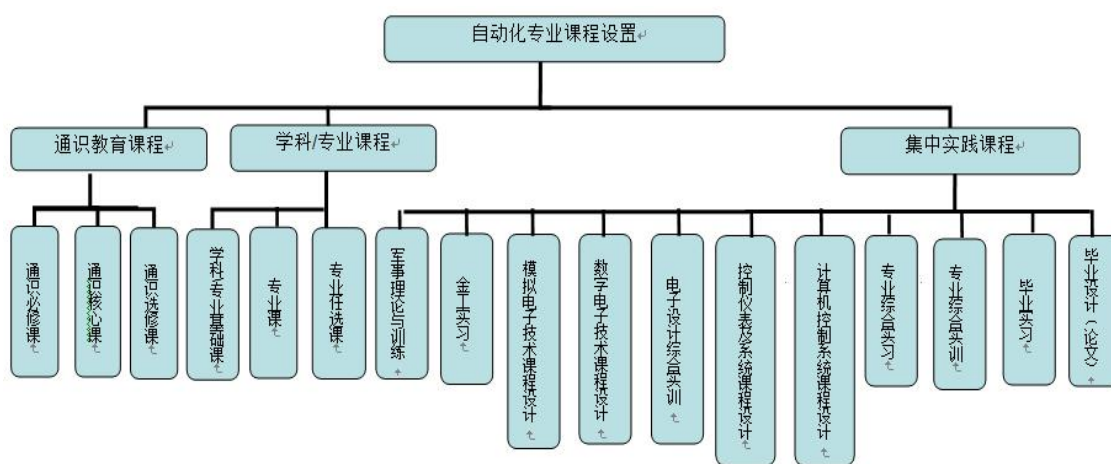 自动化专业课程设置
通识教育课程
学科/专业课程
集中实践课程
通识必修课
通识核心课
通识选修课
学科/专业基础课
专业课
专业任选课
军事理论与训练
金工实习
模拟电子技术课程设计
数字电子技术课程设计
电子设计综合实训
控制仪表及系统课程设计
计算机控制系统课程设计
专业综合实习
专业综合实训
毕业实习
毕业设计（论文）